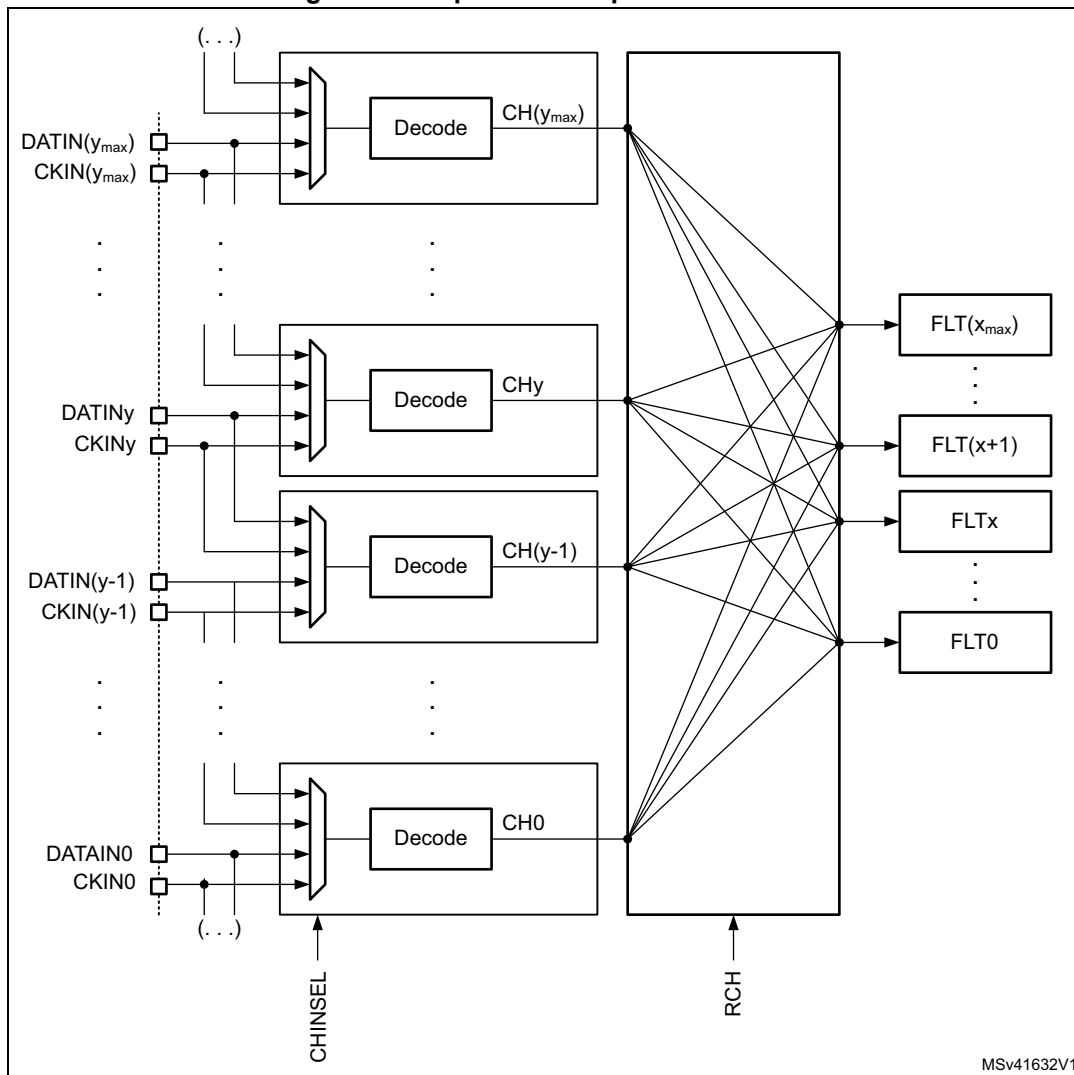 (. . .)
DATIN(ymax)
CKIN(ymax)
Decode
CH(ymax)
. . .
. . .
. . .
DATINy
CKINy
Decode
CHy
DATIN(y-1)
CKIN(y-1)
Decode
CH(y-1)
. . .
. . .
. . .
DATAIN0
CKIN0
Decode
CH0
(. . .)
CHINSEL
RCH
FLT(xmax)
. . .
FLT(x+1)
FLTx
. . .
FLT0
MSv41632V1